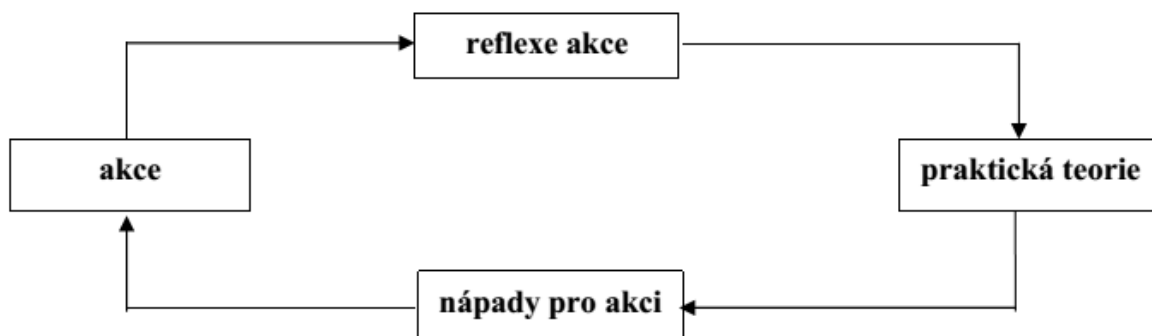 reflexe akce
akce
praktická teorie
nápady pro akci